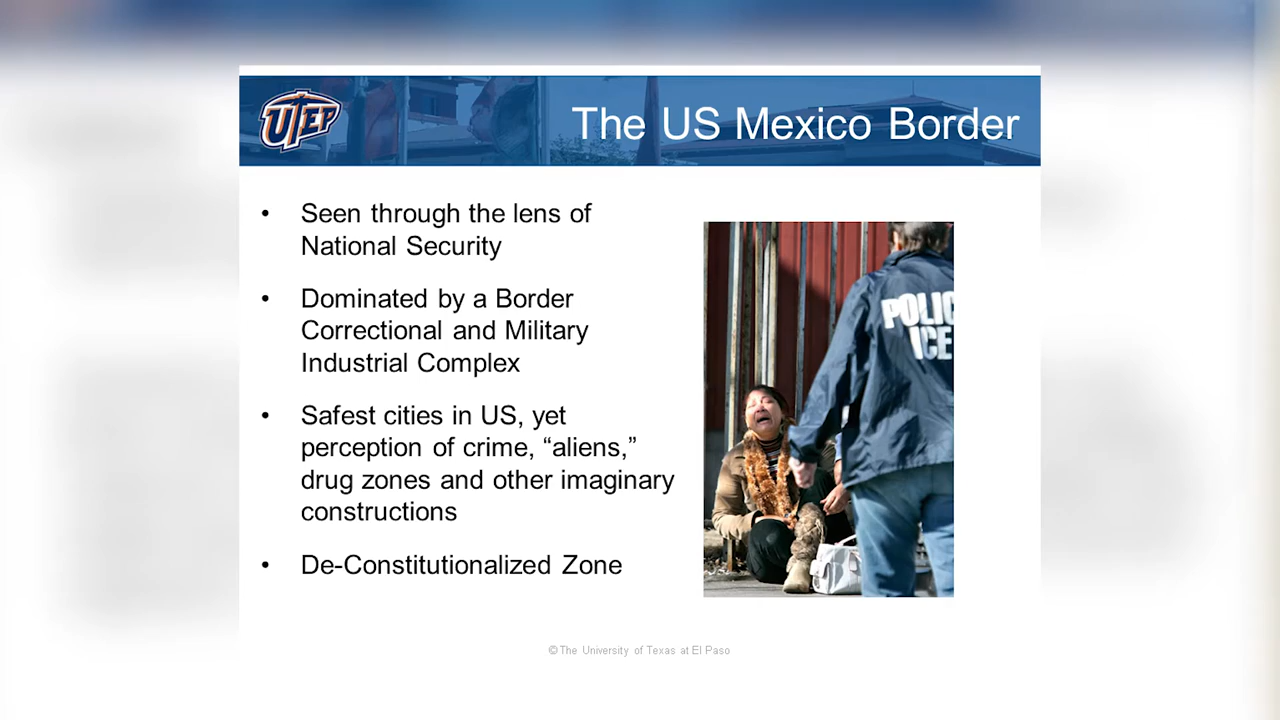 UTEP
The US Mexico Border
• Seen through the lens of
National Security
• Dominated by a Border
Correctional and Military
Industrial Complex
• Safest cities in US, yet
perception of crime, “aliens,”
drug zones and other imaginary
constructions
• De-Constitutionalized Zone
POLIC
ICE
© The University of Texas at El Paso